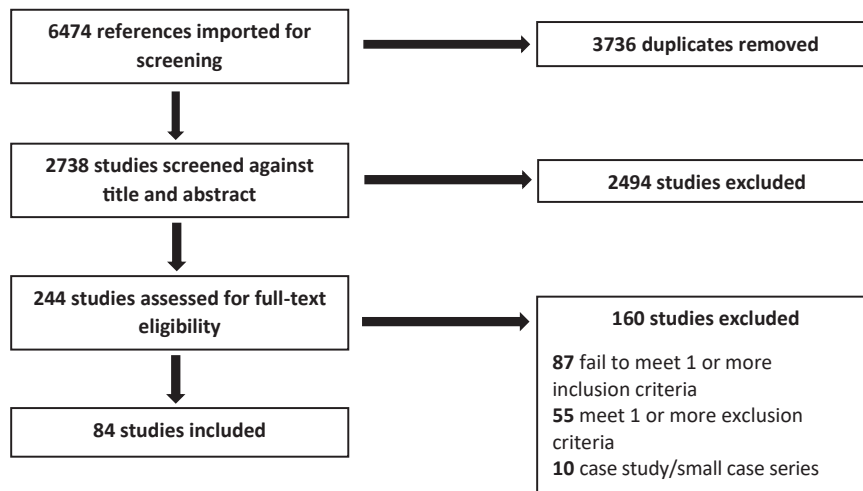 6474 references imported for
screening
3736 duplicates removed
2738 studies screened against
title and abstract
2494 studies excluded
244 studies assessed for full-text
eligibility
160 studies excluded
87 fail to meet 1 or more
inclusion criteria
55 meet 1 or more exclusion
criteria
10 case study/small case series
84 studies included